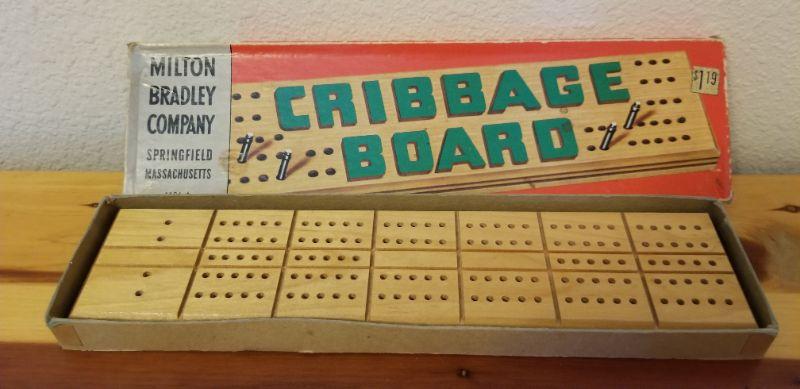 MILTON
BRADLEY
COMPANY
SPRINGFIELD
MASSACHUSETTS
CRIBBAGE
BOARD
$1.19